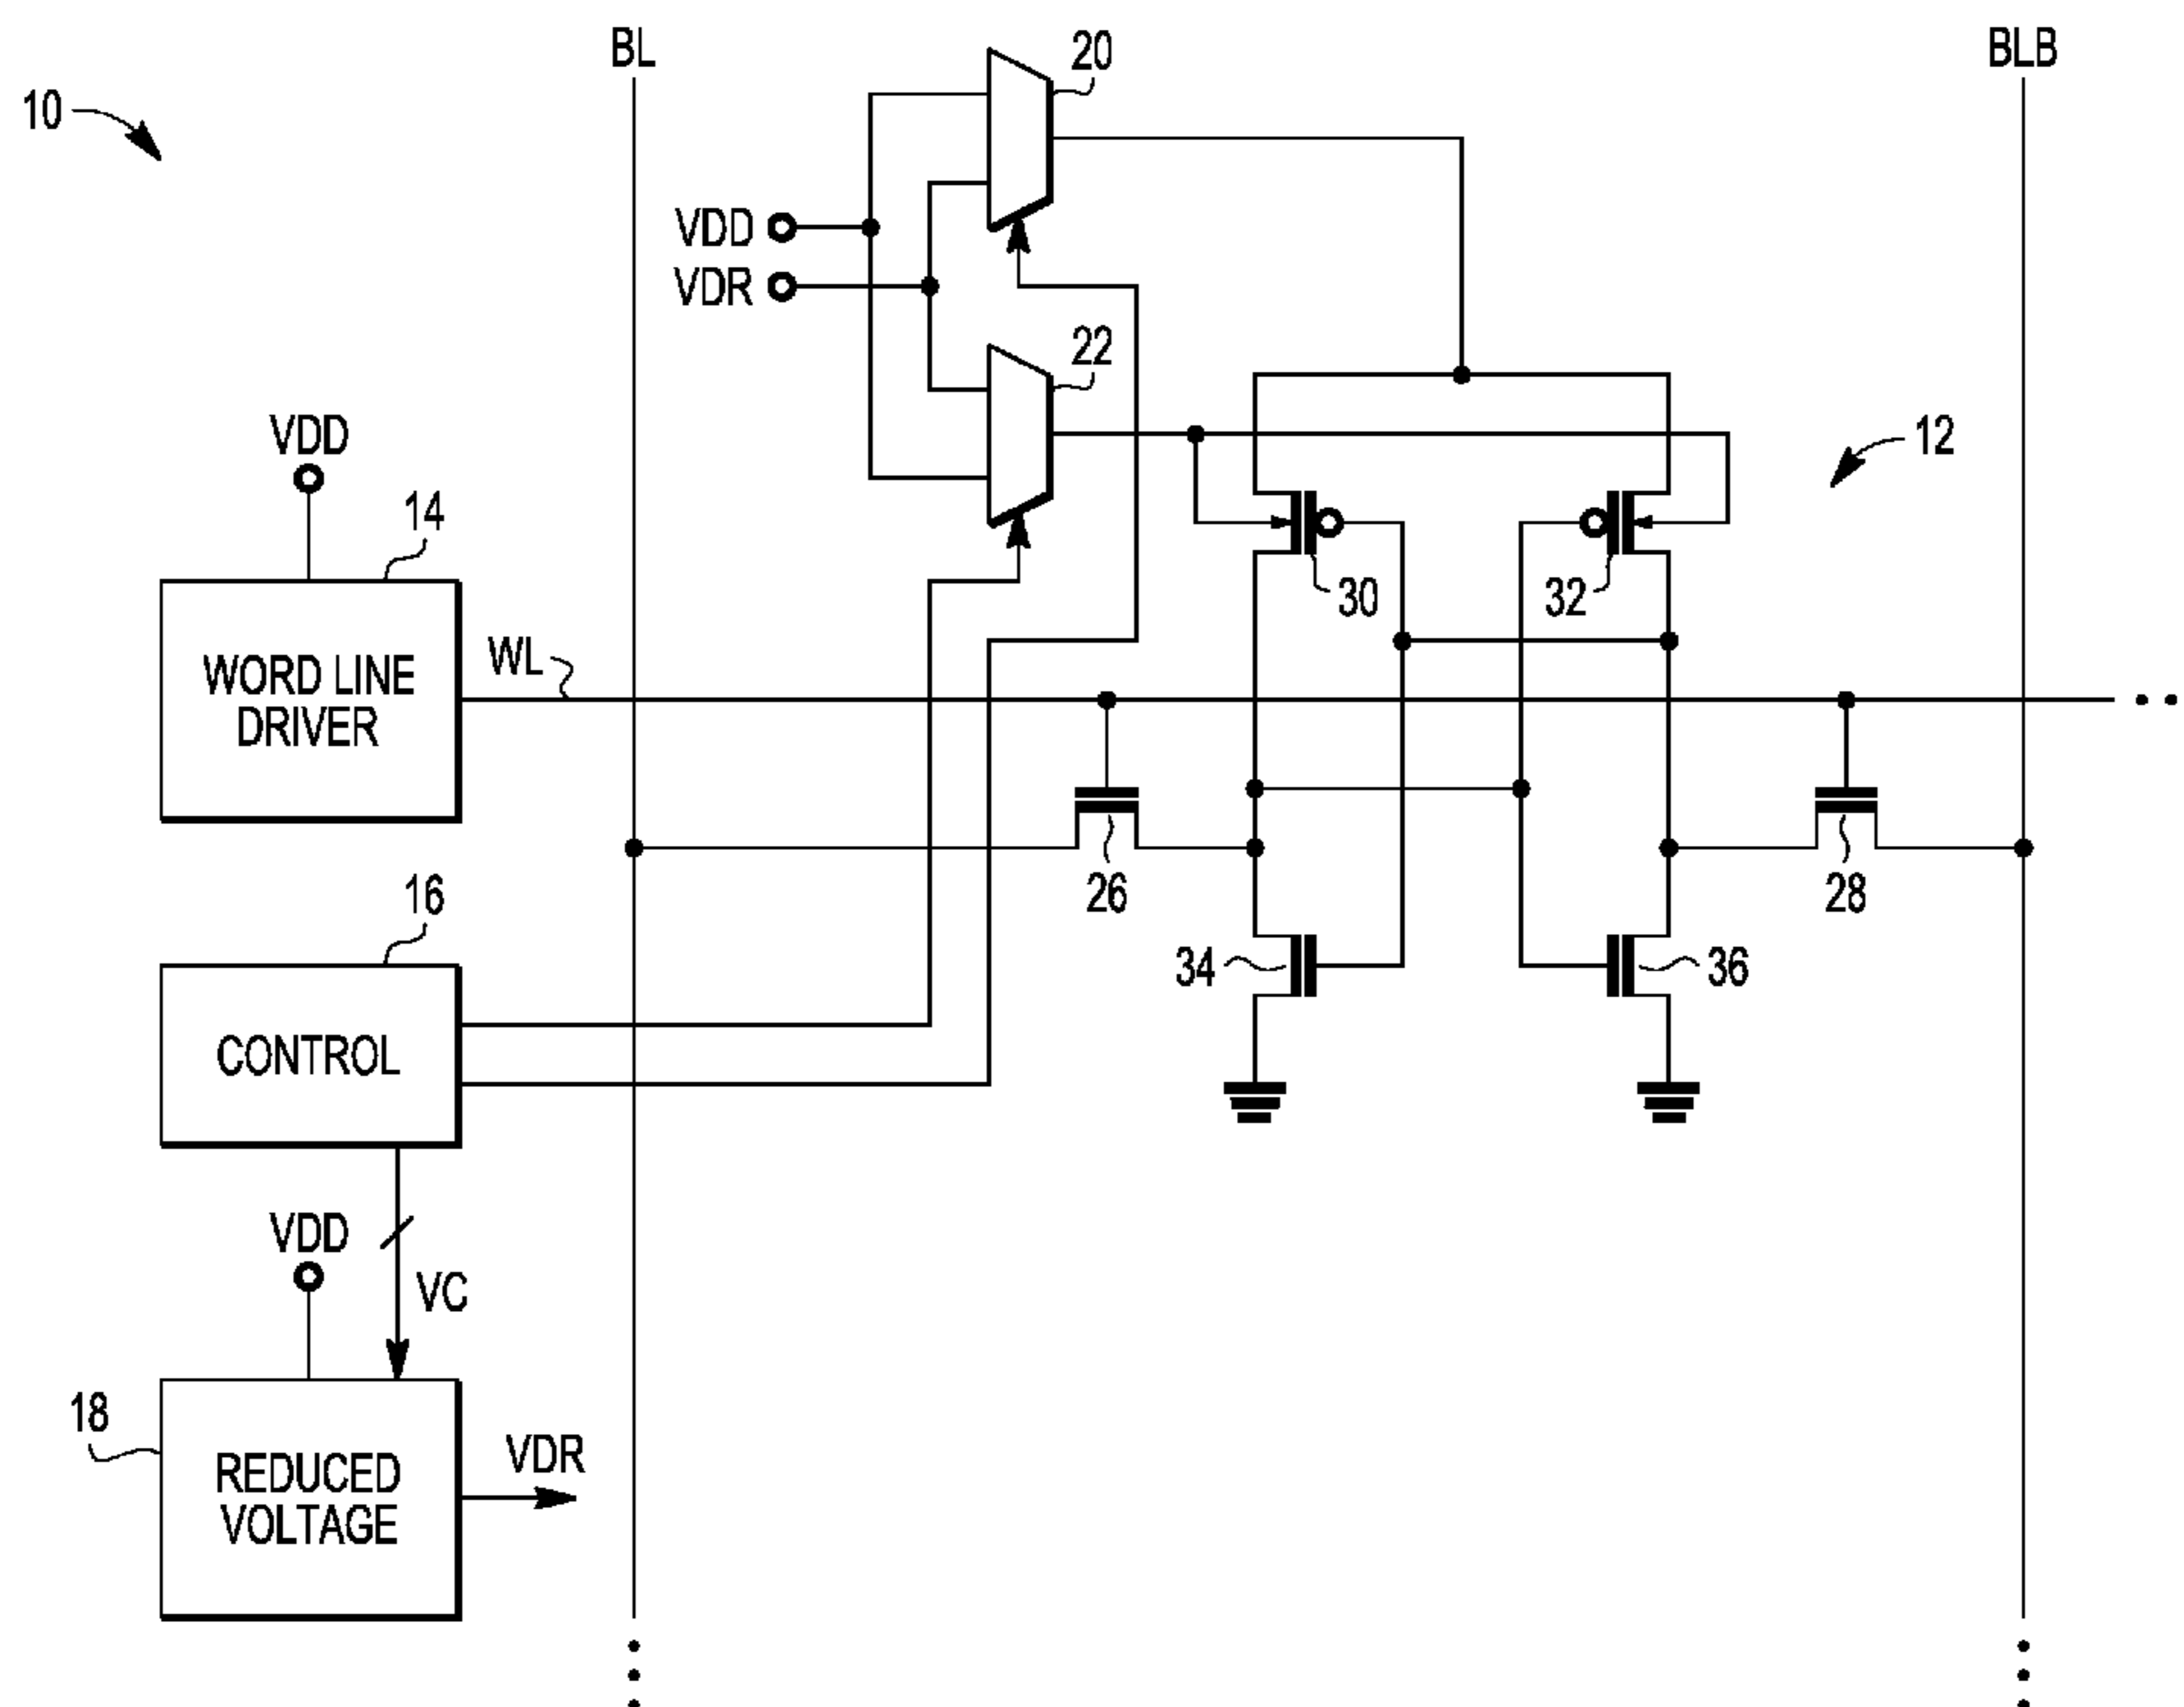 BL
20
BLB
10
VDD
VDR
22
VDD
12
14
30
32
WL
WORD LINE
DRIVER
16
26
28
34
36
CONTROL
VDD
VC
18
VDR
REDUCED
VOLTAGE